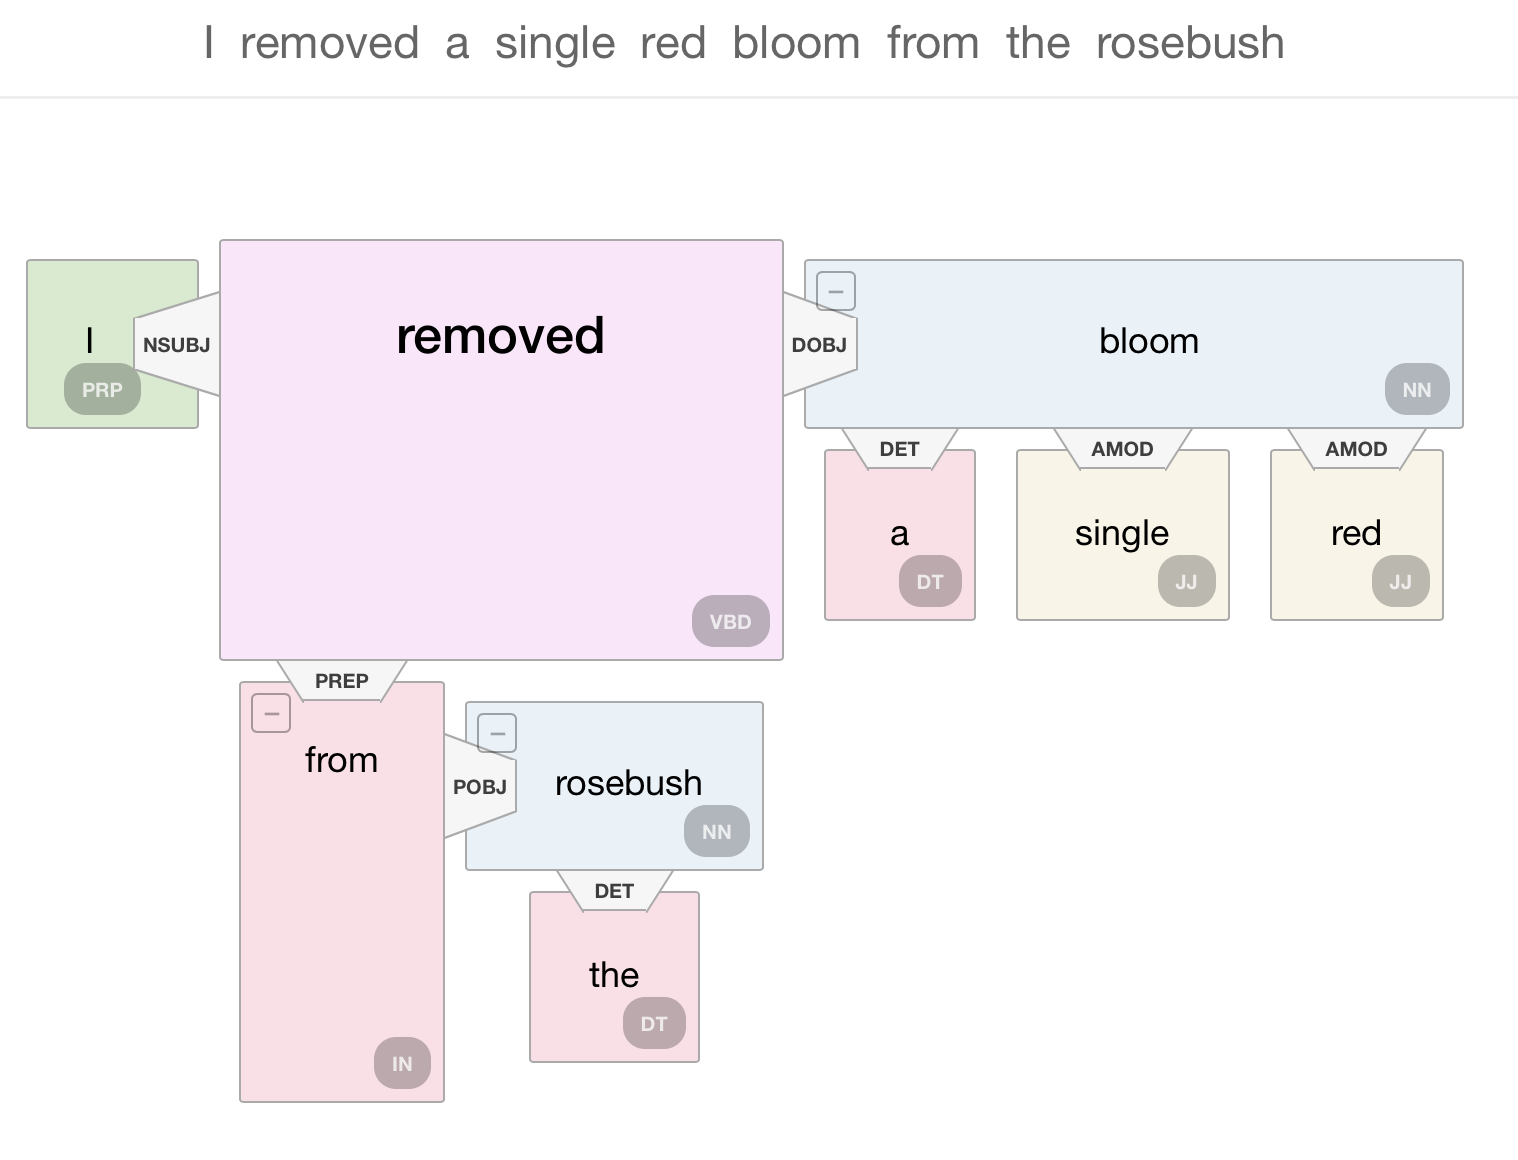 I removed a single red bloom from the rosebush
I
NSUBJ
PRP
removed
VBD
DOBJ
bloom
NN
DET
AMOD
AMOD
a
DT
single
JJ
red
JJ
PREP
from
IN
POBJ
rosebush
NN
DET
the
DT